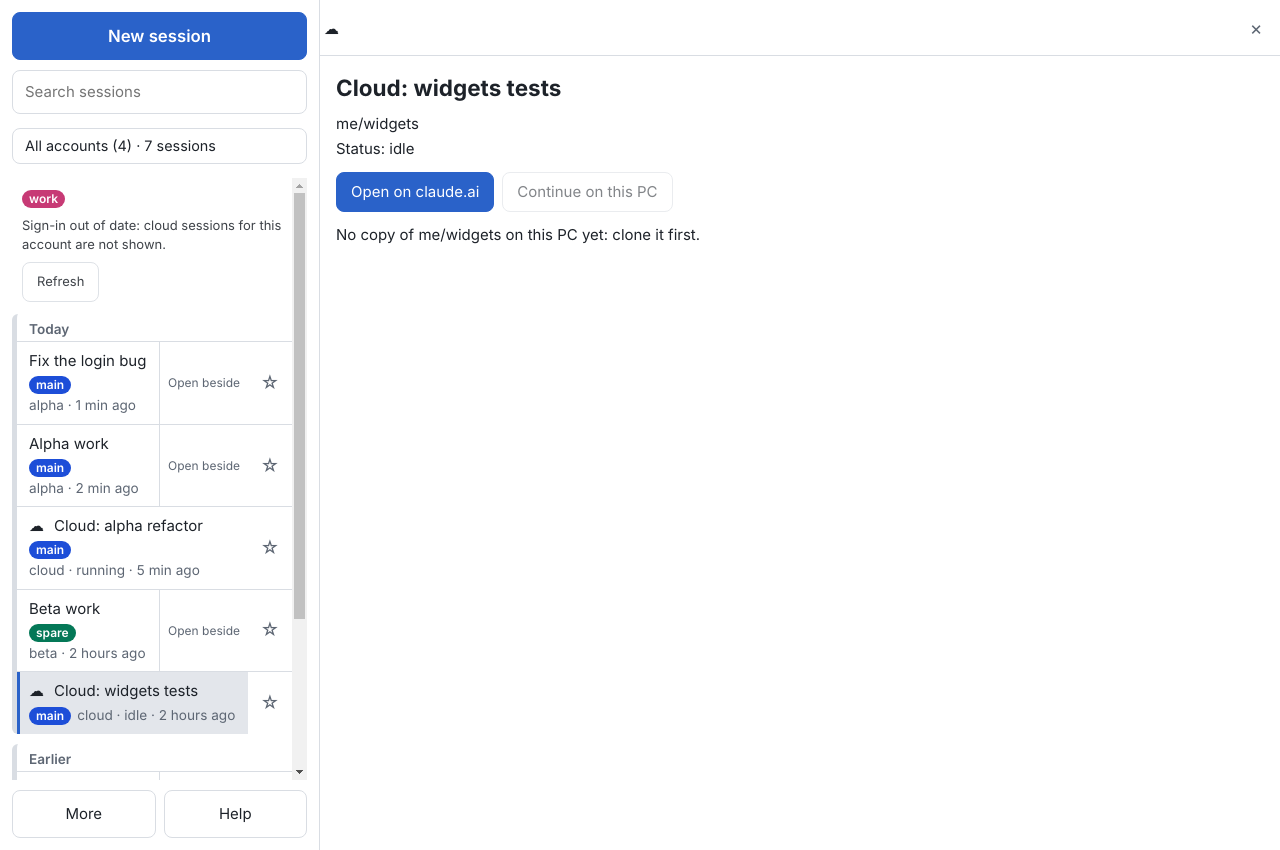 New session
Search sessions
All accounts (4) · 7 sessions
work
Sign-in out of date: cloud sessions for this
account are not shown.
Refresh
Today
Fix the login bug
main
alpha · 1 min ago
Open beside
Alpha work
main
alpha · 2 min ago
Open beside
Cloud: alpha refactor
main
cloud · running · 5 min ago
Beta work
spare
beta · 2 hours ago
Open beside
Cloud: widgets tests
main cloud · idle · 2 hours ago
Earlier
More
Help
Cloud: widgets tests
me/widgets
Status: idle
Open on claude.ai
Continue on this PC
No copy of me/widgets on this PC yet: clone it first.